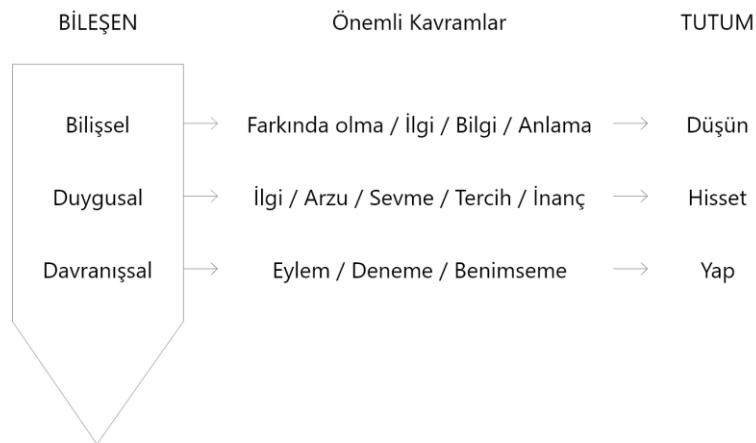 BİLEŞEN Önemli Kavramlar TUTUM
Bilişsel Farkında olma / İlgi / Bilgi / Anlama Düşün
Duygusal İlgi / Arzu / Sevme / Tercih / İnanç Hisset
Davranışsal Eylem / Deneme / Benimseme Yap